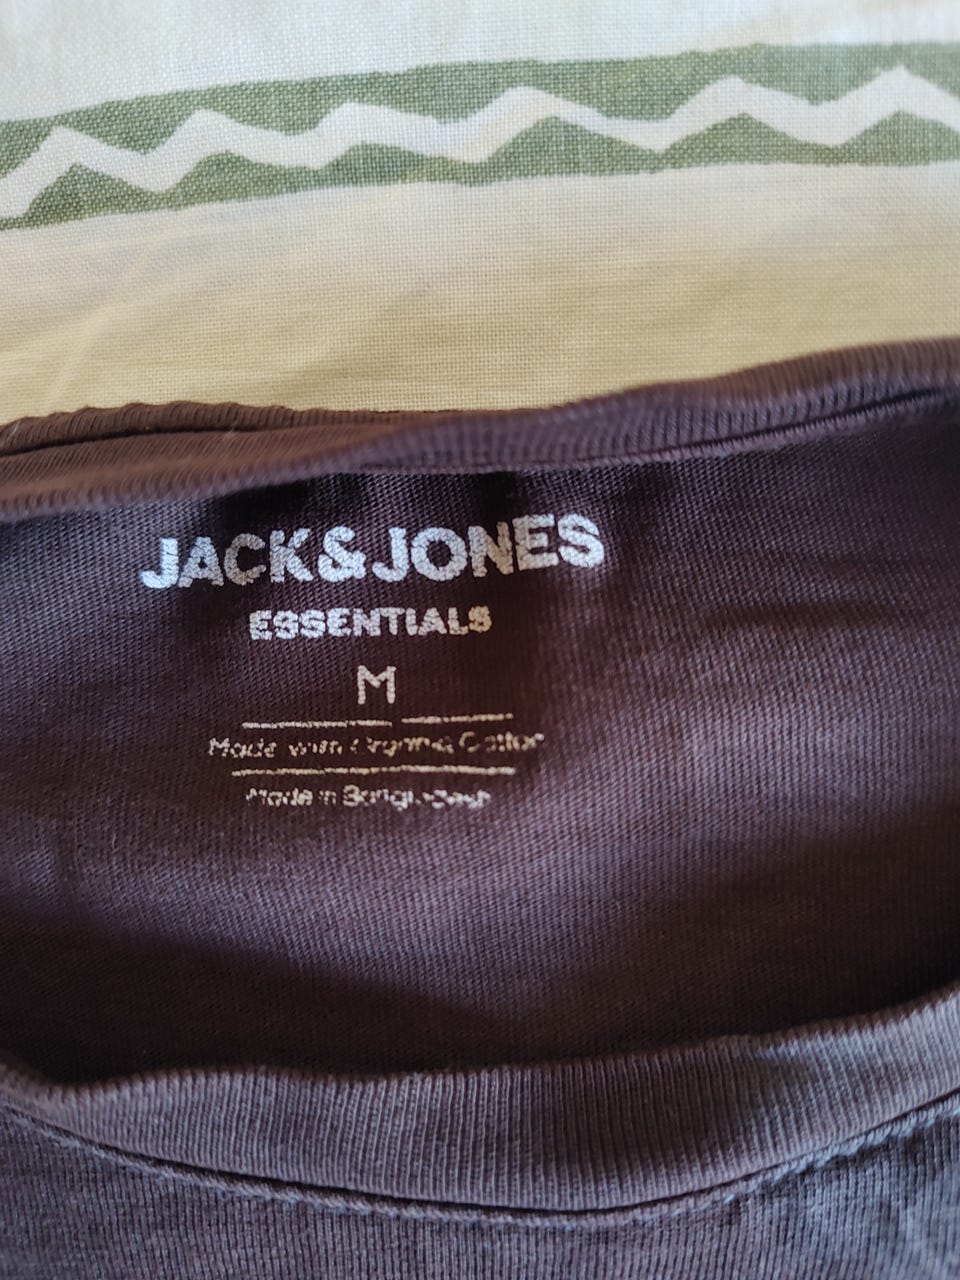 JACK&JONES
ESSENTIALS
M
Made with Organic Cotton
Made in Bangladesh